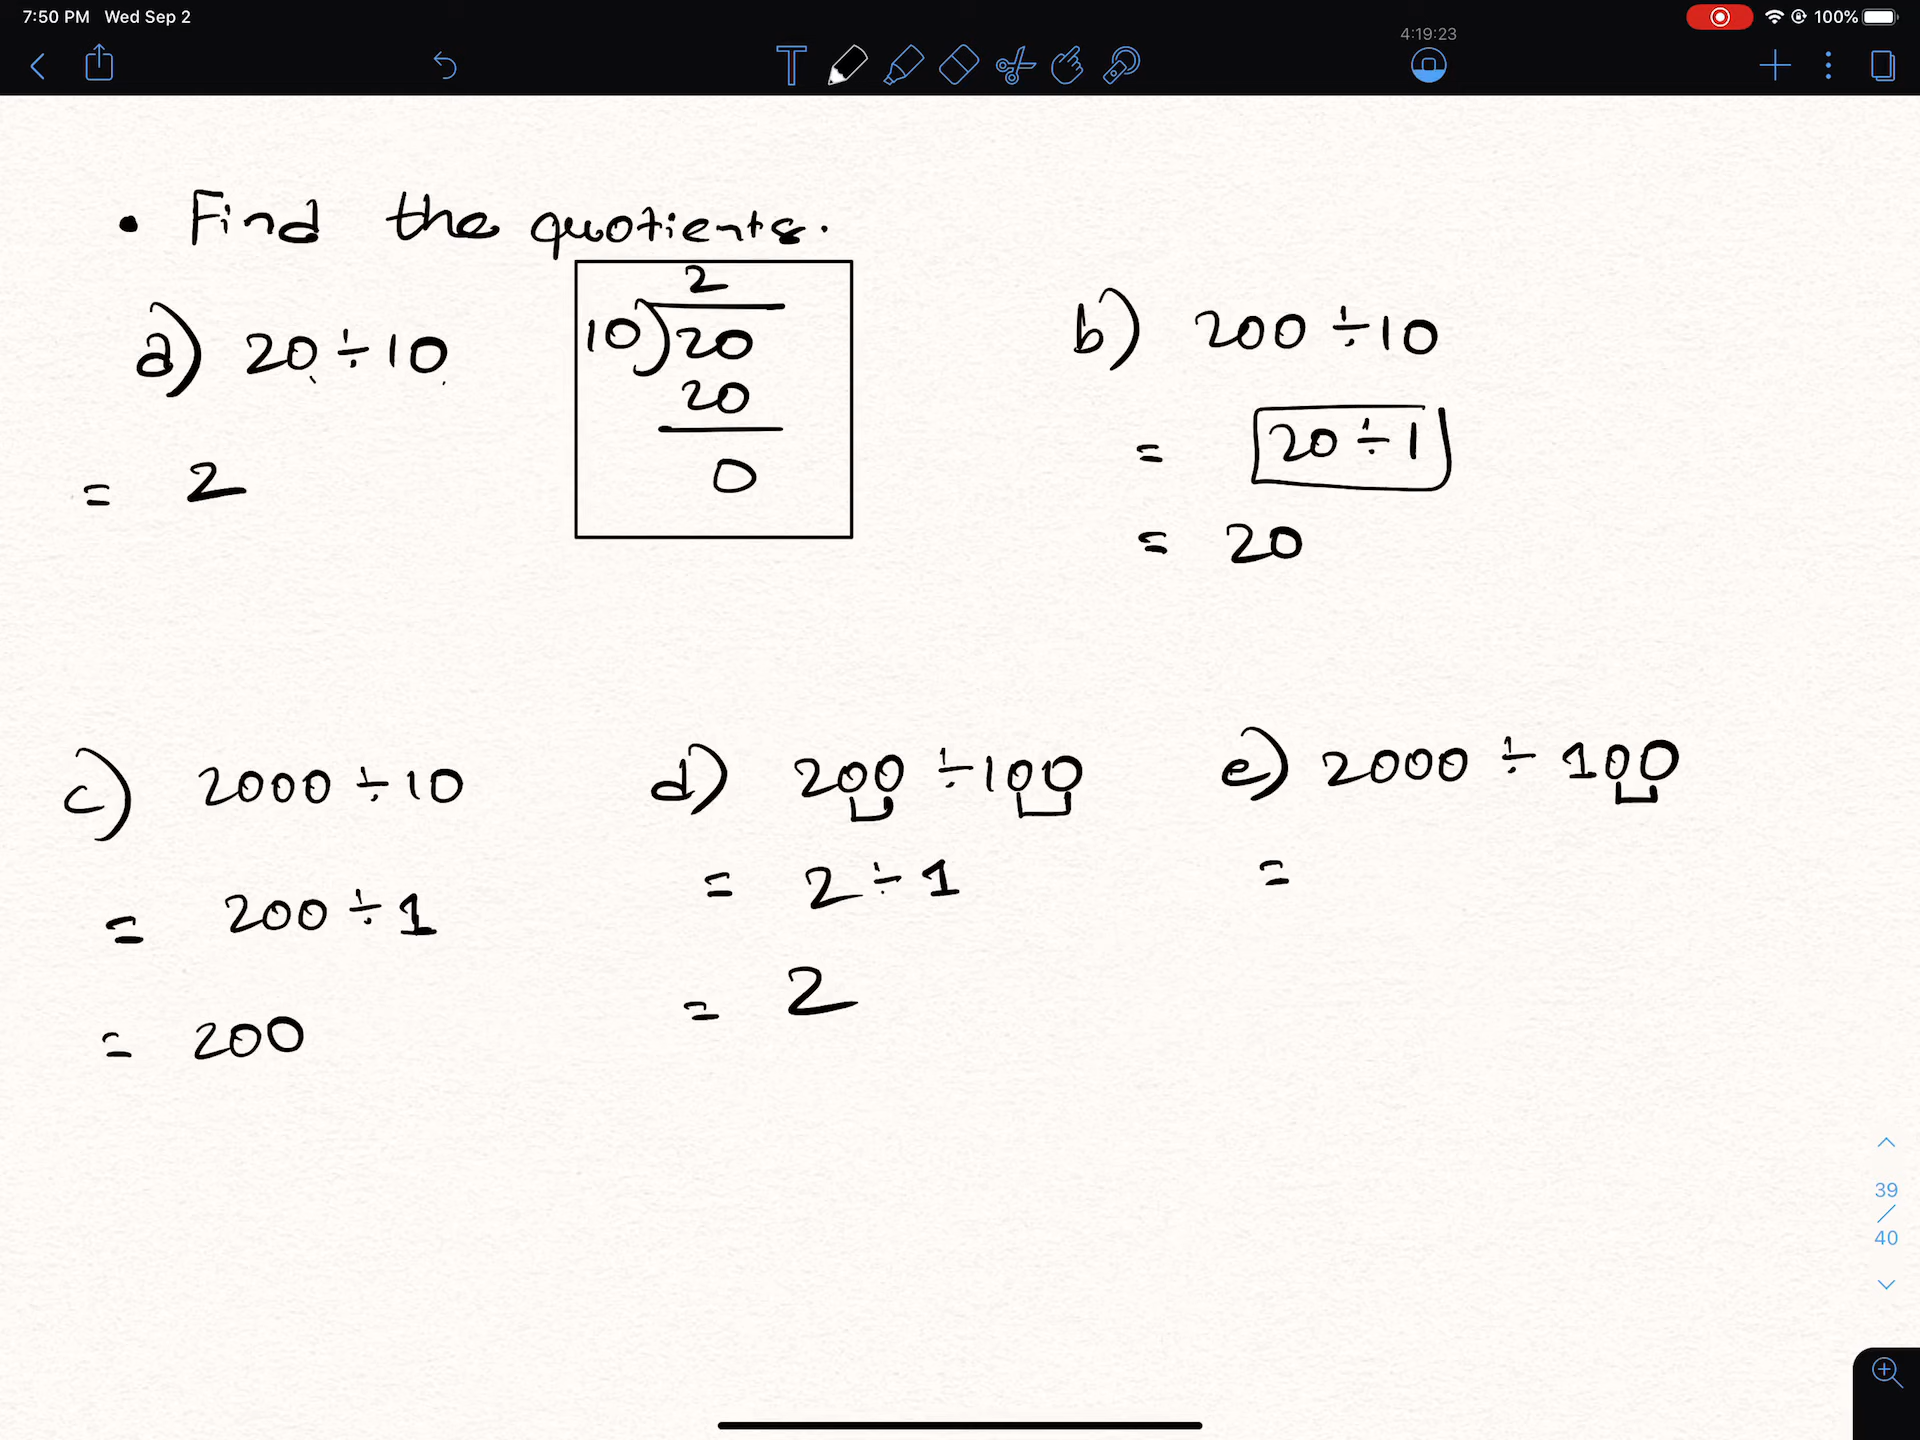 7:50 PM Wed Sep 2
100%
4:19:23
• Find the quotients.
a) 20 ÷ 10
= 2
2
10)20
20
0
b) 200 ÷ 10
= 20 ÷ 1
= 20
c) 2000 ÷ 10
= 200 ÷ 1
= 200
d) 200 ÷ 100
= 2 ÷ 1
= 2
e) 2000 ÷ 100
=
39
/
40